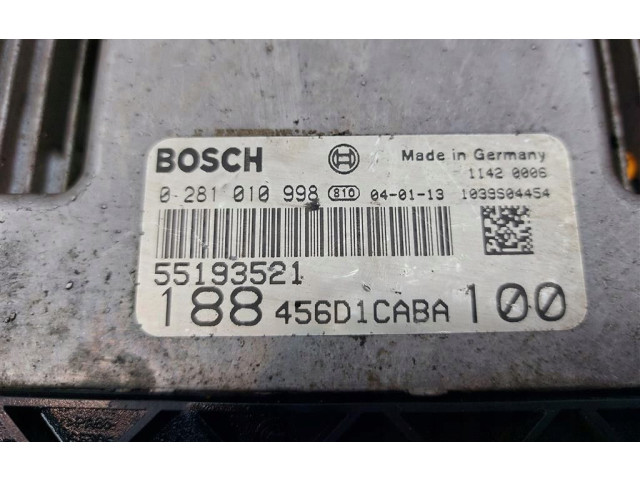 BOSCH Made in Germany
1142 0006
0 281 010 998 810 04-01-13 1039S04454
55193521
188 456D1CABA 100